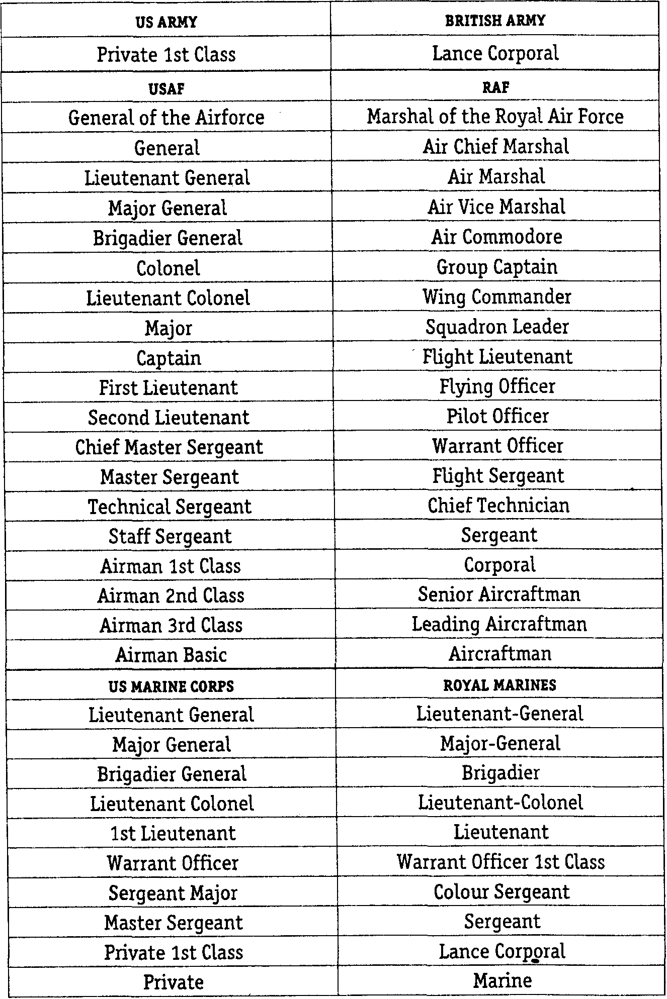 US ARMY BRITISH ARMY
Private 1st Class Lance Corporal
USAF RAF
General of the Airforce Marshal of the Royal Air Force
General Air Chief Marshal
Lieutenant General Air Marshal
Major General Air Vice Marshal
Brigadier General Air Commodore
Colonel Group Captain
Lieutenant Colonel Wing Commander
Major Squadron Leader
Captain Flight Lieutenant
First Lieutenant Flying Officer
Second Lieutenant Pilot Officer
Chief Master Sergeant Warrant Officer
Master Sergeant Flight Sergeant
Technical Sergeant Chief Technician
Staff Sergeant Sergeant
Airman 1st Class Corporal
Airman 2nd Class Senior Aircraftman
Airman 3rd Class Leading Aircraftman
Airman Basic Aircraftman
US MARINE CORPS ROYAL MARINES
Lieutenant General Lieutenant-General
Major General Major-General
Brigadier General Brigadier
Lieutenant Colonel Lieutenant-Colonel
1st Lieutenant Lieutenant
Warrant Officer Warrant Officer 1st Class
Sergeant Major Colour Sergeant
Master Sergeant Sergeant
Private 1st Class Lance Corporal
Private Marine